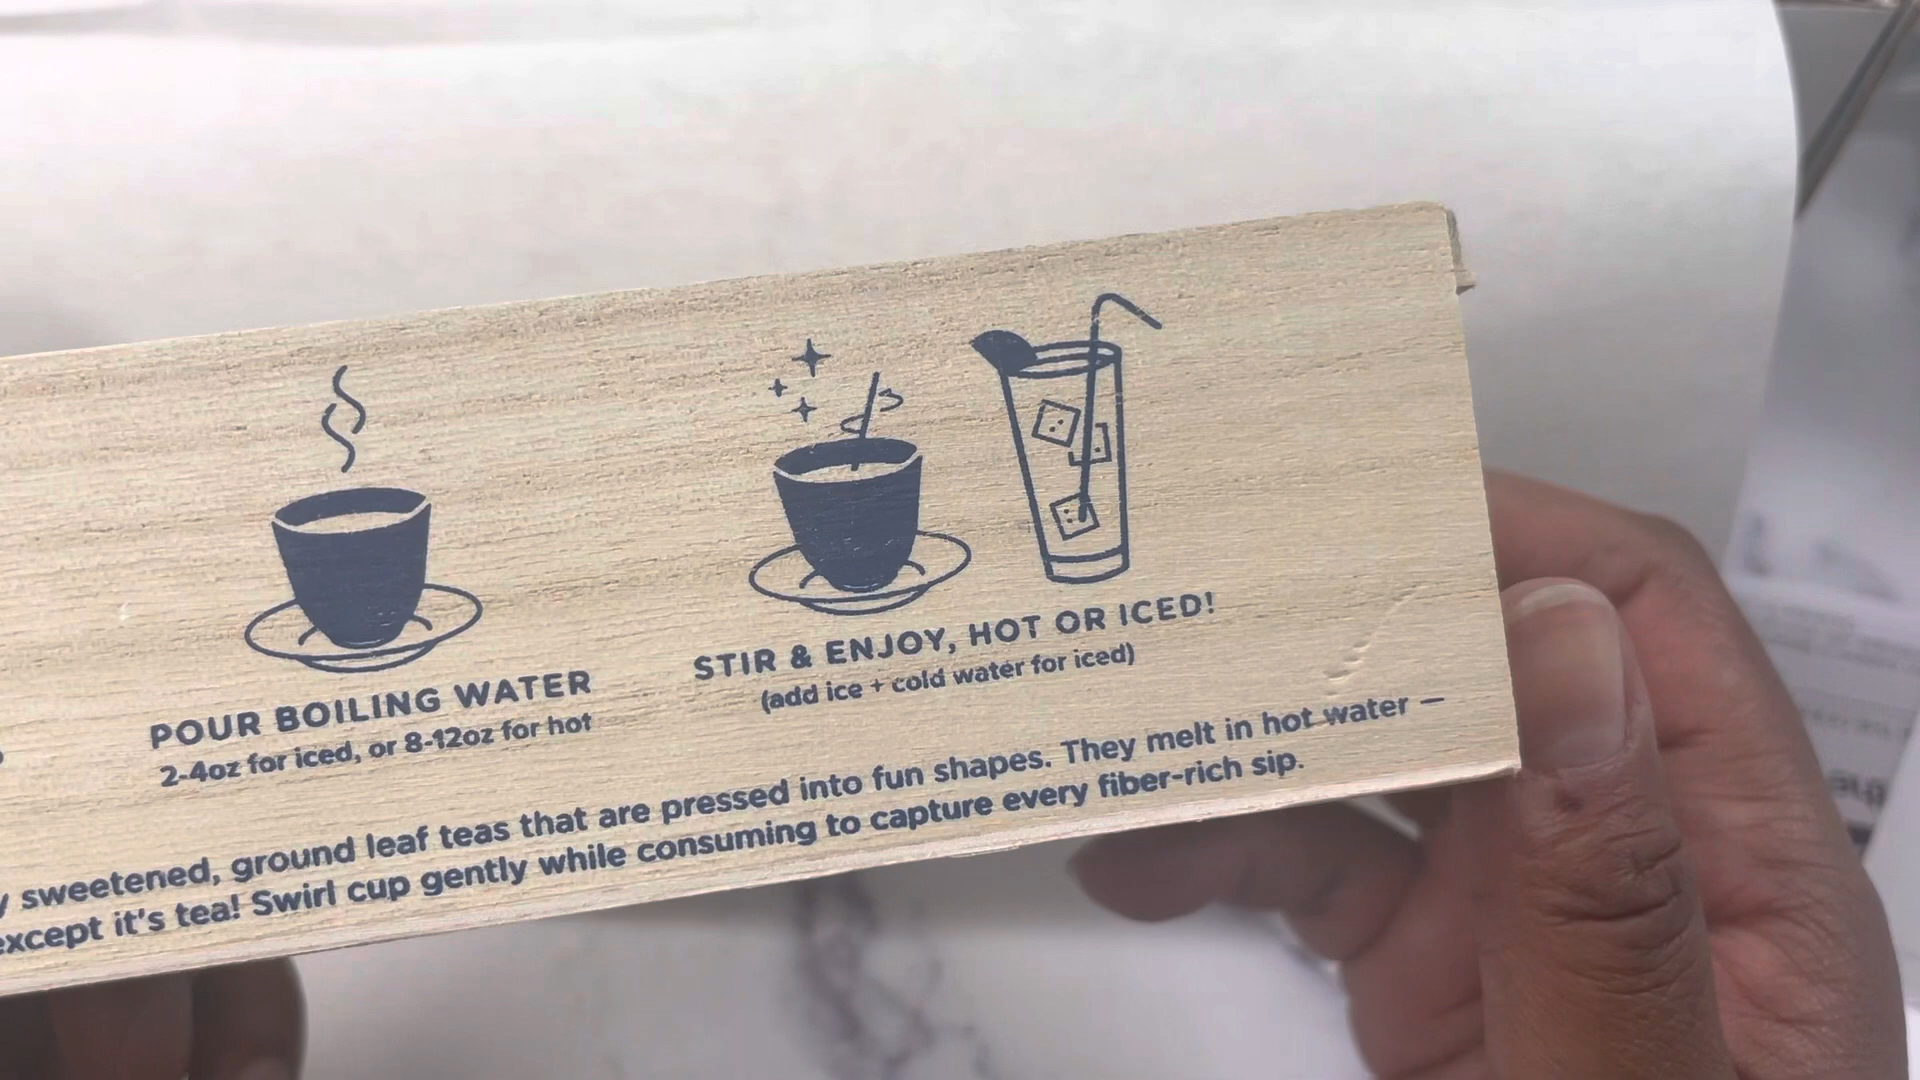 POUR BOILING WATER
2-4oz for iced, or 8-12oz for hot
STIR & ENJOY, HOT OR ICED!
(add ice + cold water for iced)
sweetened, ground leaf teas that are pressed into fun shapes. They melt in hot water —
except it's tea! Swirl cup gently while consuming to capture every fiber-rich sip.